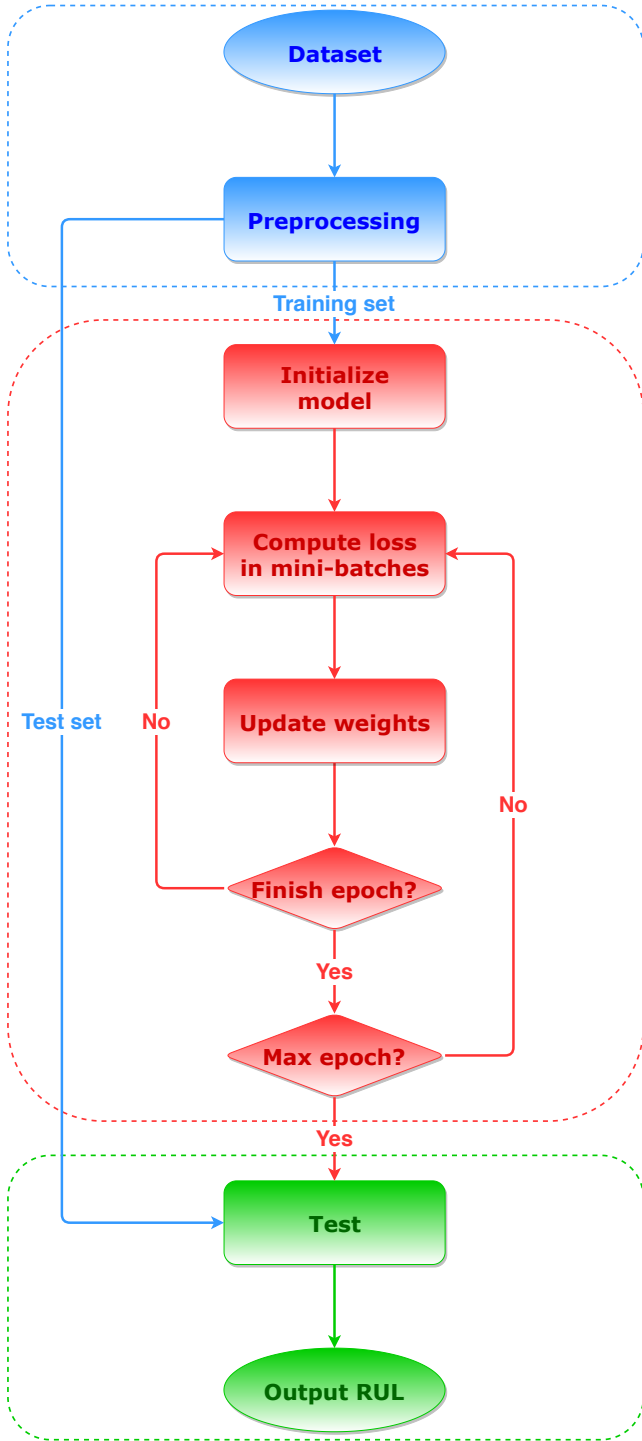 Dataset
Preprocessing
Training set
Initialize
model
Compute loss
in mini-batches
Update weights
Test set
No
No
Finish epoch?
Yes
Max epoch?
Yes
Test
Output RUL